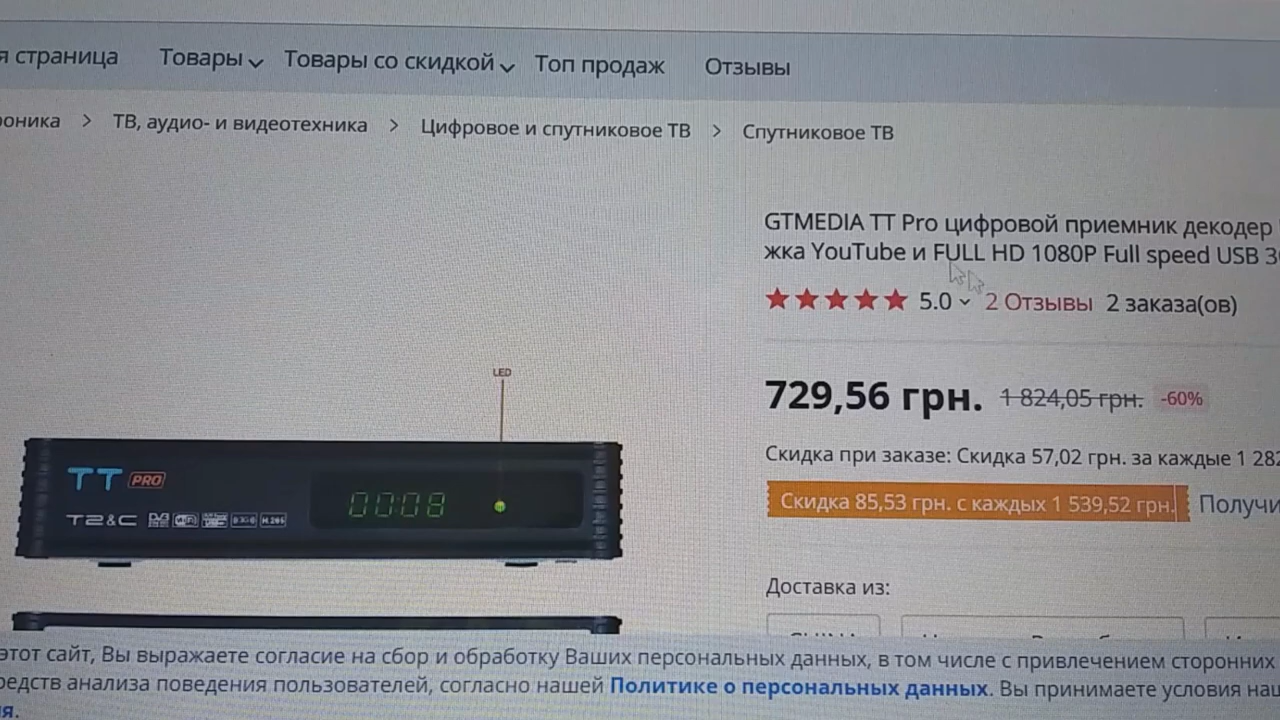 я страница Товары Товары со скидкой Топ продаж Отзывы
роника > ТВ, аудио- и видеотехника > Цифровое и спутниковое ТВ > Спутниковое ТВ
GTMEDIA TT Pro цифровой приемник декодер
жка YouTube и FULL HD 1080P Full speed USB 3
5.0 2 Отзывы 2 заказа(ов)
LED
729,56 грн. 1 824,05 грн. -60%
Скидка при заказе: Скидка 57,02 грн. за каждые 1 282
TT PRO
Скидка 85,53 грн. с каждых 1 539,52 грн. Получи
0008
T2&C WiFi H.265
Доставка из:
этот сайт, Вы выражаете согласие на сбор и обработку Ваших персональных данных, в том числе с привлечением сторонних
редств анализа поведения пользователей, согласно нашей Политике о персональных данных. Вы принимаете условия наш
я.